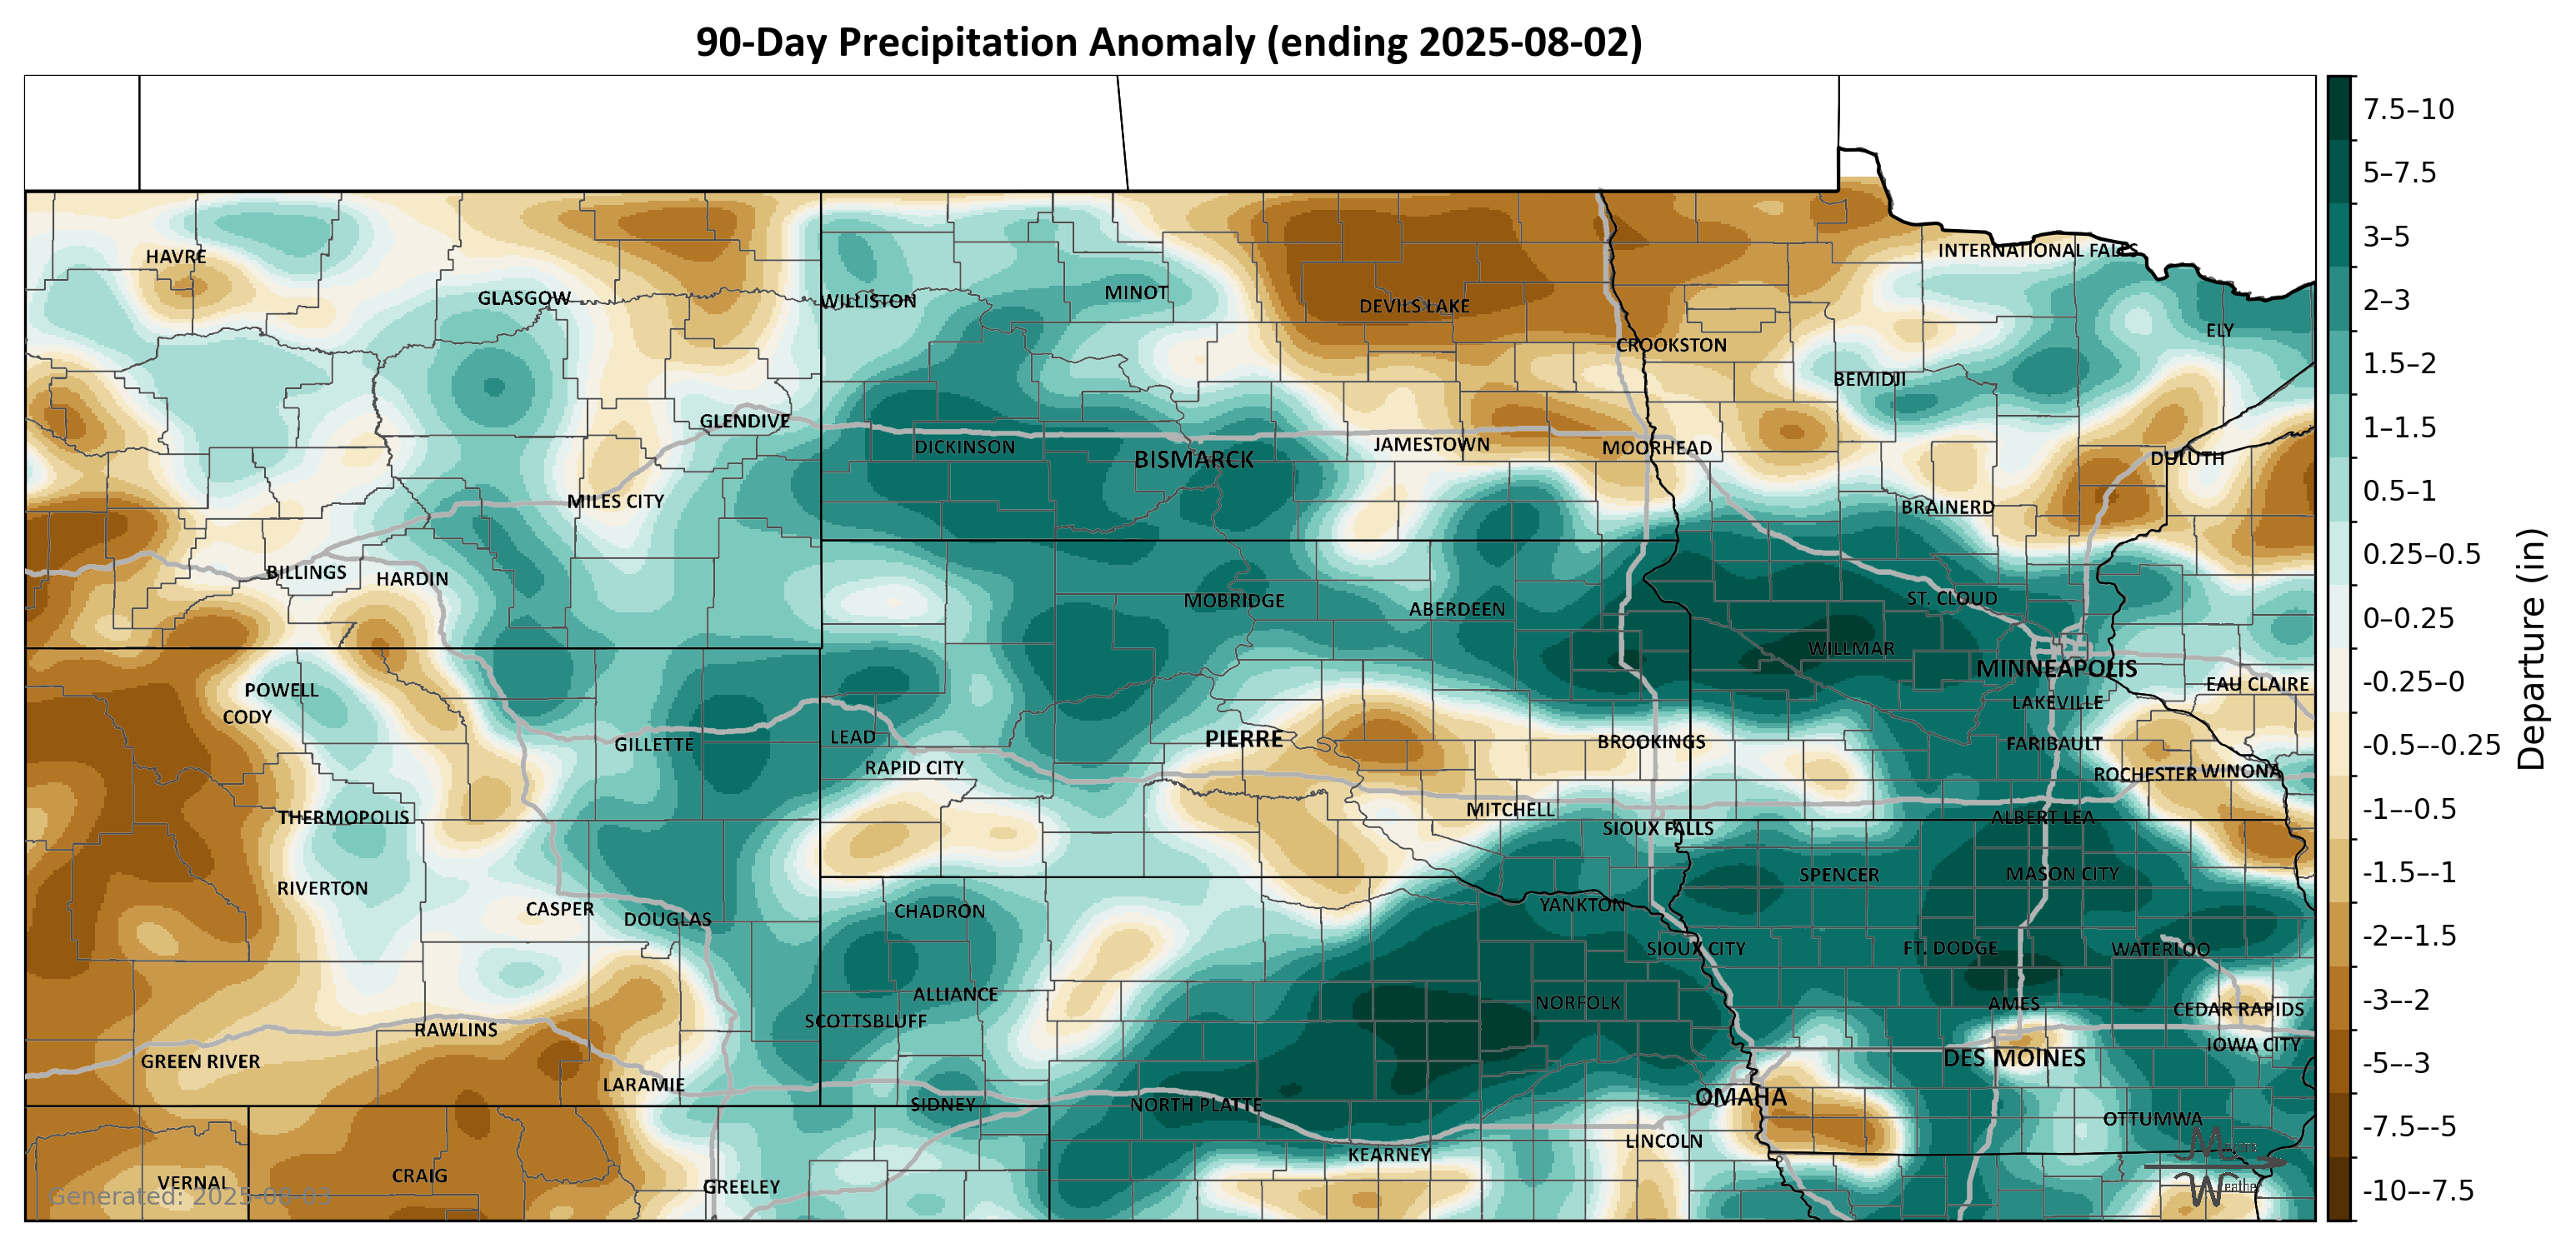 90-Day Precipitation Anomaly (ending 2025-08-02)
INTERNATIONAL FALLS
HAVRE
GLASGOW
WILLISTON
MINOT
DEVILS LAKE
ELY
CROOKSTON
BEMIDJI
GLENDIVE
DICKINSON
BISMARCK
JAMESTOWN
MOORHEAD
DULUTH
MILES CITY
BRAINERD
BILLINGS
HARDIN
MOBRIDGE
ABERDEEN
ST. CLOUD
WILLMAR
MINNEAPOLIS
POWELL
LAKEVILLE
EAU CLAIRE
CODY
GILLETTE
LEAD
PIERRE
BROOKINGS
FARIBAULT
RAPID CITY
ROCHESTER
WINONA
THERMOPOLIS
MITCHELL
ALBERT LEA
SIOUX FALLS
RIVERTON
SPENCER
MASON CITY
CASPER
DOUGLAS
CHADRON
YANKTON
SIOUX CITY
FT. DODGE
WATERLOO
ALLIANCE
NORFOLK
AMES
CEDAR RAPIDS
SCOTTSBLUFF
RAWLINS
IOWA CITY
GREEN RIVER
DES MOINES
LARAMIE
SIDNEY
NORTH PLATTE
OMAHA
OTTUMWA
LINCOLN
KEARNEY
VERNAL
CRAIG
GREELEY
Generated: 2025-08-03
7.5–10
5–7.5
3–5
2–3
1.5–2
1–1.5
0.5–1
0.25–0.5
0–0.25
-0.25–0
-0.5–-0.25
-1–-0.5
-1.5–-1
-2–-1.5
-3–-2
-5–-3
-7.5–-5
-10–-7.5
Departure (in)